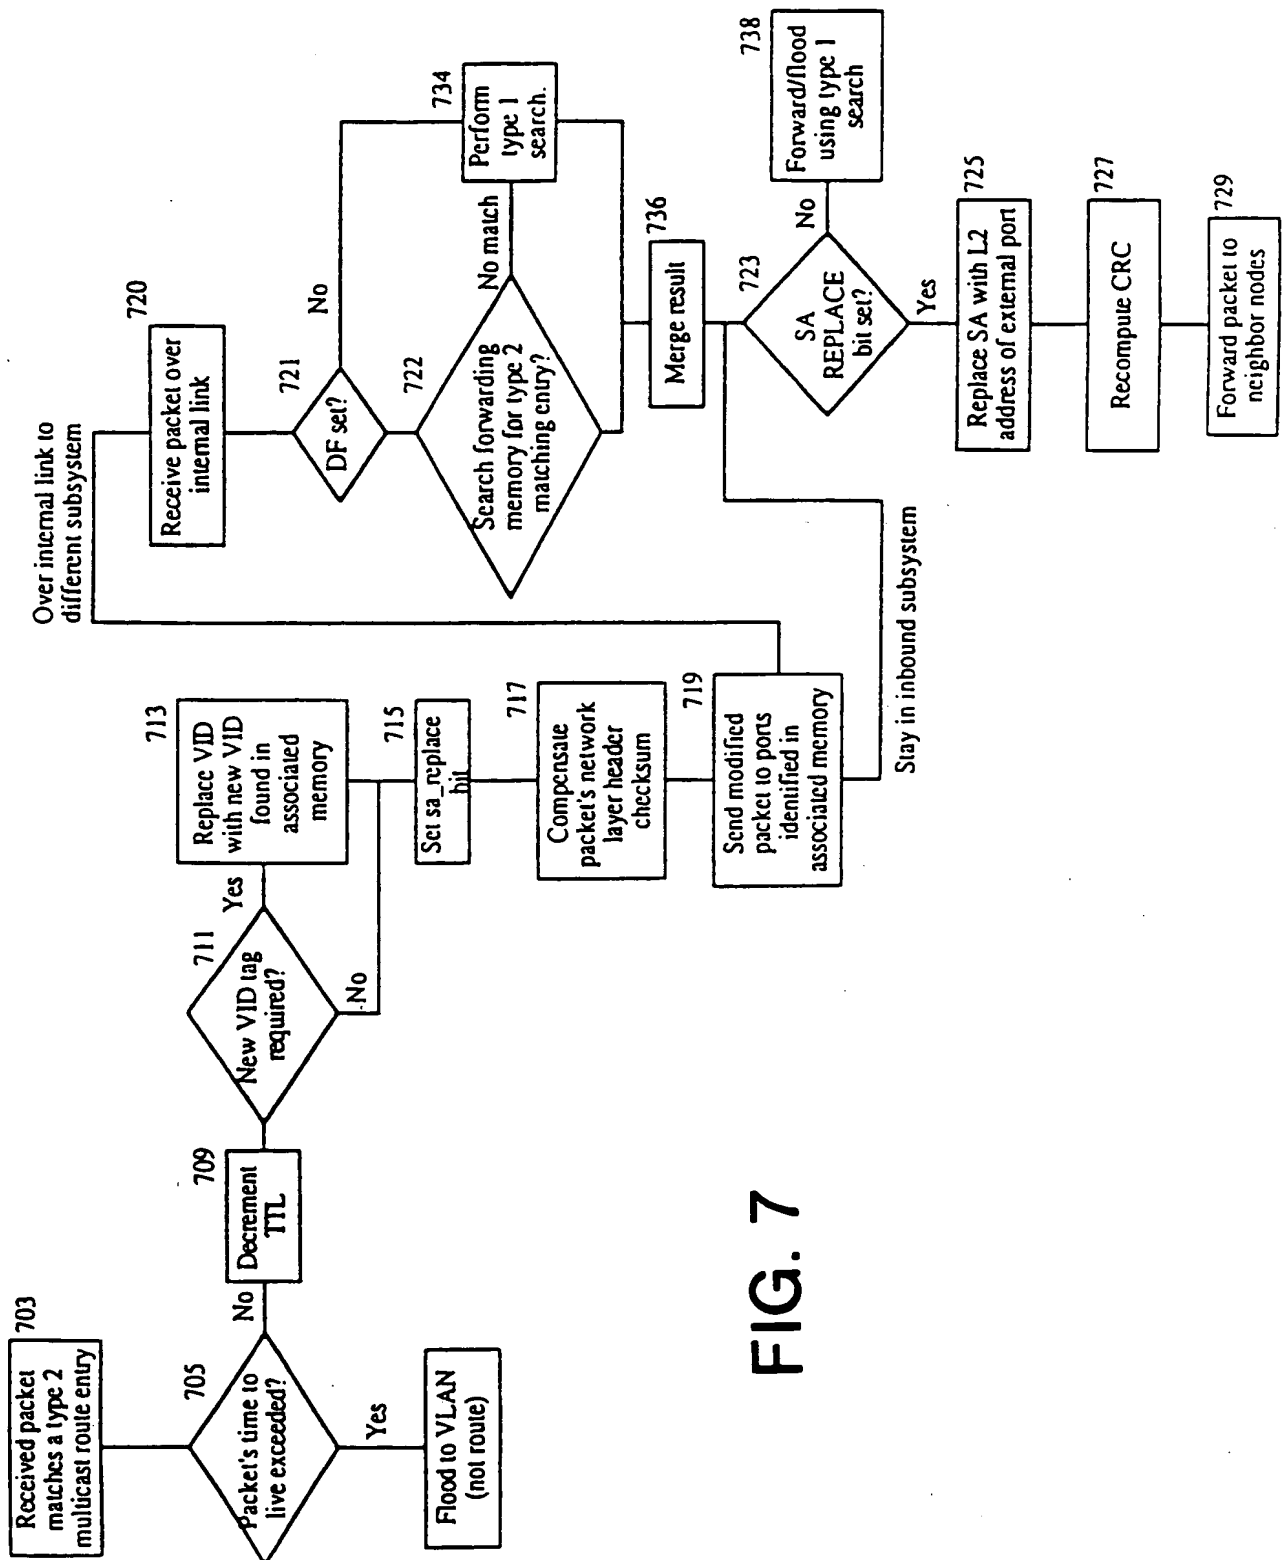 703
Received packet
matches a type 2
multicast route entry
705
Packet's time to
live exceeded?
Yes
Flood to VLAN
(not route)
No
709
Decrement
TTL
711
New VID tag
required?
Yes
No
713
Replace VID
with new VID
found in
associated
memory
715
Set sa_replace
bit
717
Compensate
packet's network
layer header
checksum
719
Send modified
packet to ports
identified in
associated memory
Over internal link to
different subsystem
Stay in inbound subsystem
720
Receive packet over
internal link
721
DF set?
No
722
Search forwarding
memory for type 2
matching entry?
No match
734
Perform
type 1
search.
736
Merge result
723
SA
REPLACE
bit set?
No
738
Forward/flood
using type 1
search
Yes
725
Replace SA with L2
address of external port
727
Recompute CRC
729
Forward packet to
neighbor nodes
FIG. 7